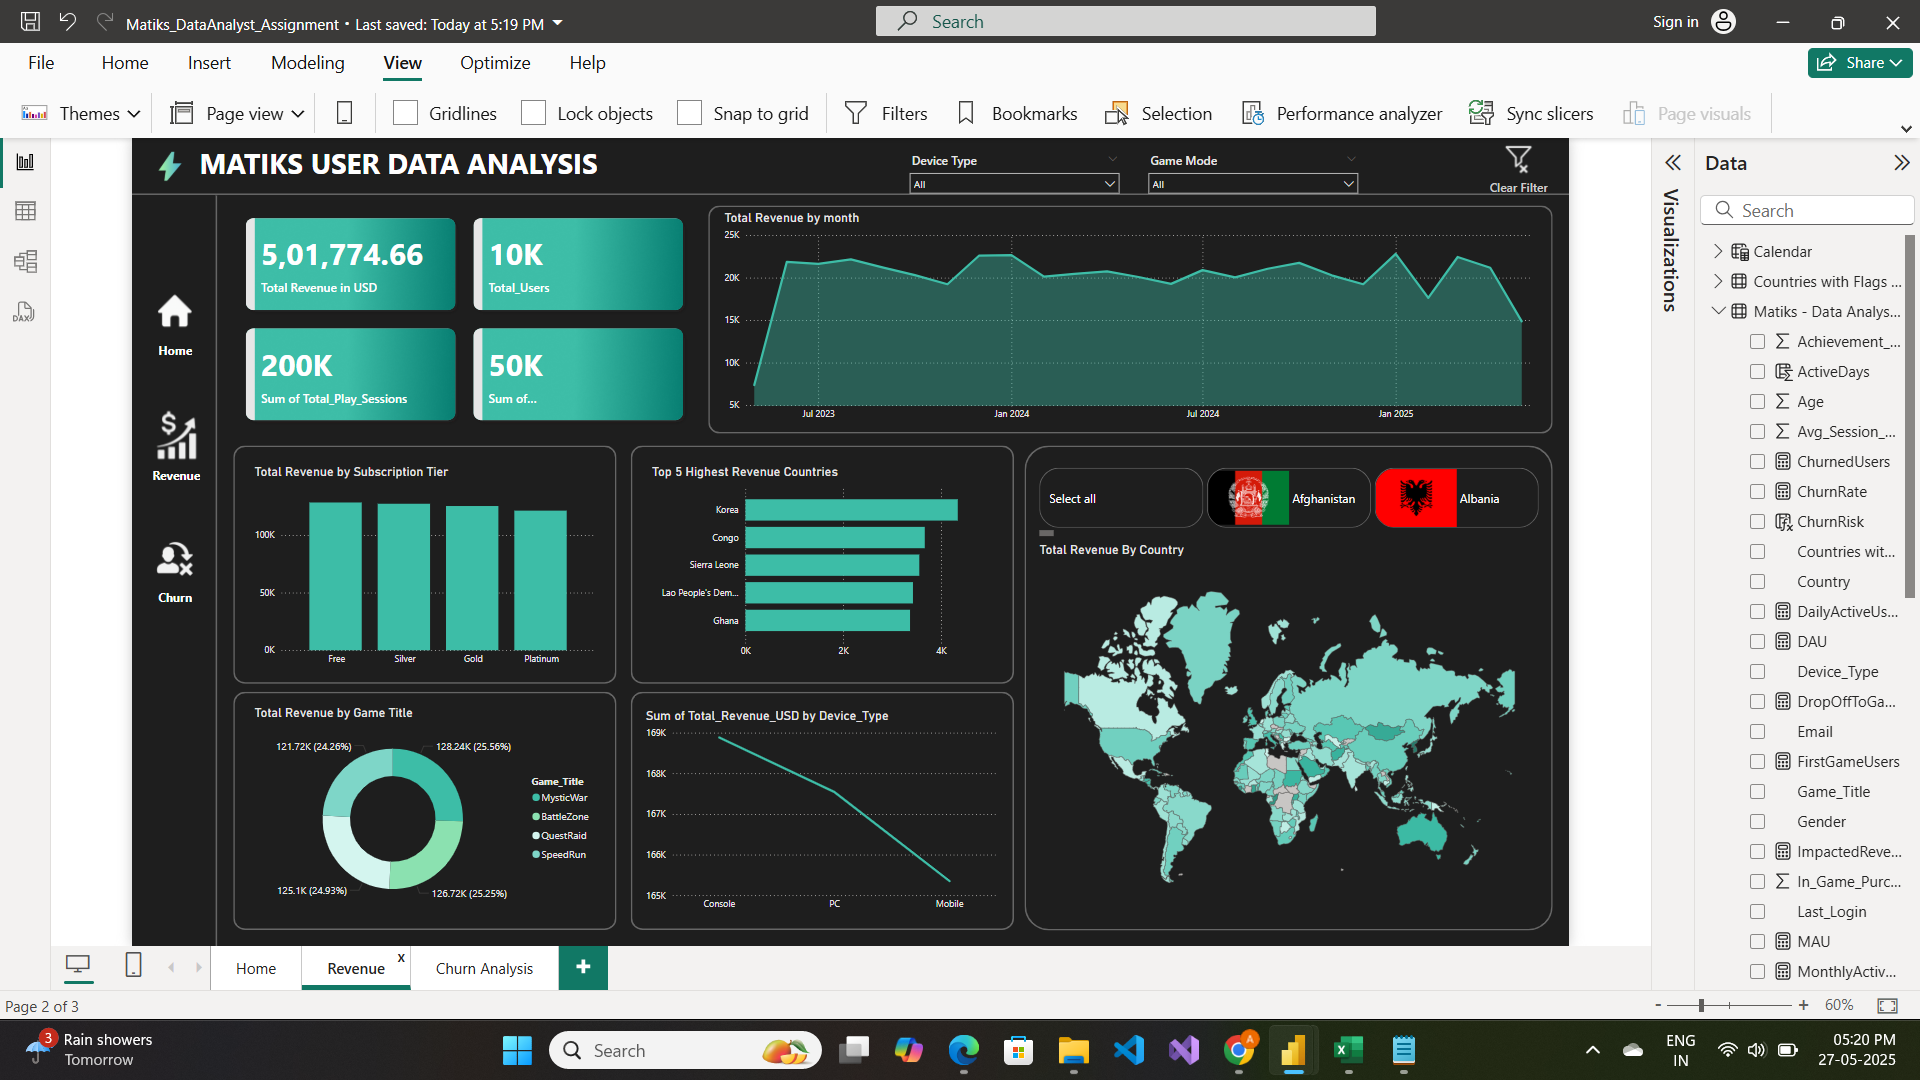 Matiks_DataAnalyst_Assignment • Last saved: Today at 5:19 PM
Search
Sign in
File
Home
Insert
Modeling
View
Optimize
Help
Share
Themes
Page view
Gridlines
Lock objects
Snap to grid
Filters
Bookmarks
Selection
Performance analyzer
Sync slicers
Page visuals
MATIKS USER DATA ANALYSIS
Device Type
All
Game Mode
All
Clear Filter
Home
Revenue
Churn
5,01,774.66
Total Revenue in USD
10K
Total_Users
200K
Sum of Total_Play_Sessions
50K
Sum of...
Total Revenue by month
25K
20K
15K
10K
5K
Jul 2023
Jan 2024
Jul 2024
Jan 2025
Total Revenue by Subscription Tier
100K
50K
0K
Free
Silver
Gold
Platinum
Top 5 Highest Revenue Countries
Korea
Congo
Sierra Leone
Lao People's Dem...
Ghana
0K
2K
4K
Select all
Afghanistan
Albania
Total Revenue By Country
Total Revenue by Game Title
121.72K (24.26%)
128.24K (25.56%)
125.1K (24.93%)
126.72K (25.25%)
Game_Title
MysticWar
BattleZone
QuestRaid
SpeedRun
Sum of Total_Revenue_USD by Device_Type
169K
168K
167K
166K
165K
Console
PC
Mobile
Visualizations
Data
Search
Calendar
Countries with Flags ...
Matiks - Data Analys...
Achievement_...
ActiveDays
Age
Avg_Session_...
ChurnedUsers
ChurnRate
ChurnRisk
Countries wit...
Country
DailyActiveUs...
DAU
Device_Type
DropOffToGa...
Email
FirstGameUsers
Game_Title
Gender
ImpactedReve...
In_Game_Purc...
Last_Login
MAU
MonthlyActiv...
Home
Revenue
x
Churn Analysis
+
Page 2 of 3
- + 60%
3
Rain showers
Tomorrow
Search
A
DAX
ENG
IN
05:20 PM
27-05-2025